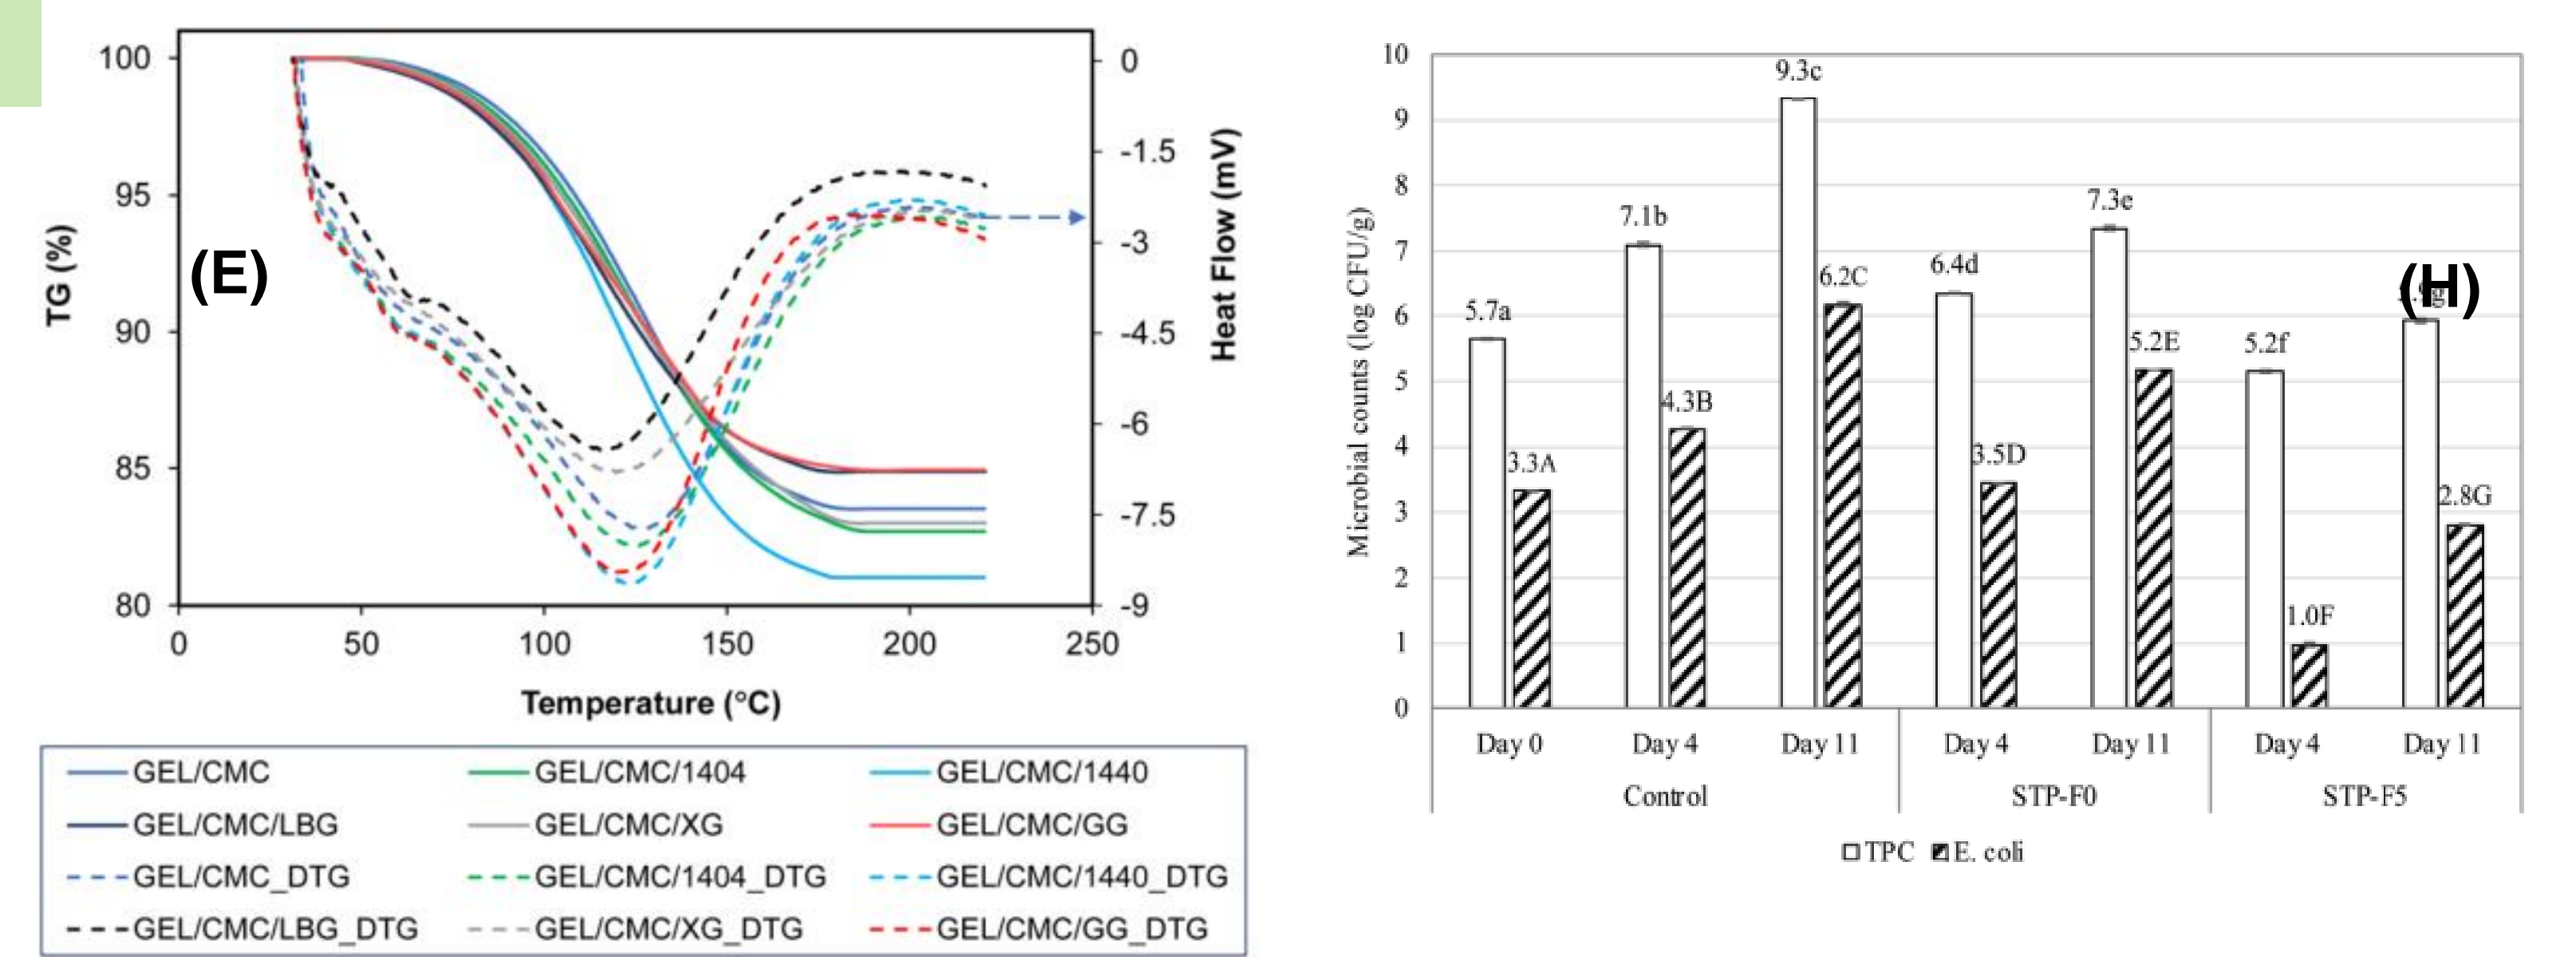 100
95
90
85
80
TG (%)
(E)
0
-1.5
-3
-4.5
-6
-7.5
-9
Heat Flow (mV)
0 50 100 150 200 250
Temperature (°C)
GEL/CMC GEL/CMC/1404 GEL/CMC/1440
GEL/CMC/LBG GEL/CMC/XG GEL/CMC/GG
GEL/CMC_DTG GEL/CMC/1404_DTG GEL/CMC/1440_DTG
GEL/CMC/LBG_DTG GEL/CMC/XG_DTG GEL/CMC/GG_DTG
10
9
8
7
6
5
4
3
2
1
0
Microbial counts (log CFU/g)
5.7a
3.3A
7.1b
4.3B
9.3c
6.2C
6.4d
3.5D
7.3e
5.2E
5.2f
1.0F
2.8G
(H)
Day 0 Day 4 Day 11 Day 4 Day 11 Day 4 Day 11
Control STP-F0 STP-F5
TPC E. coli